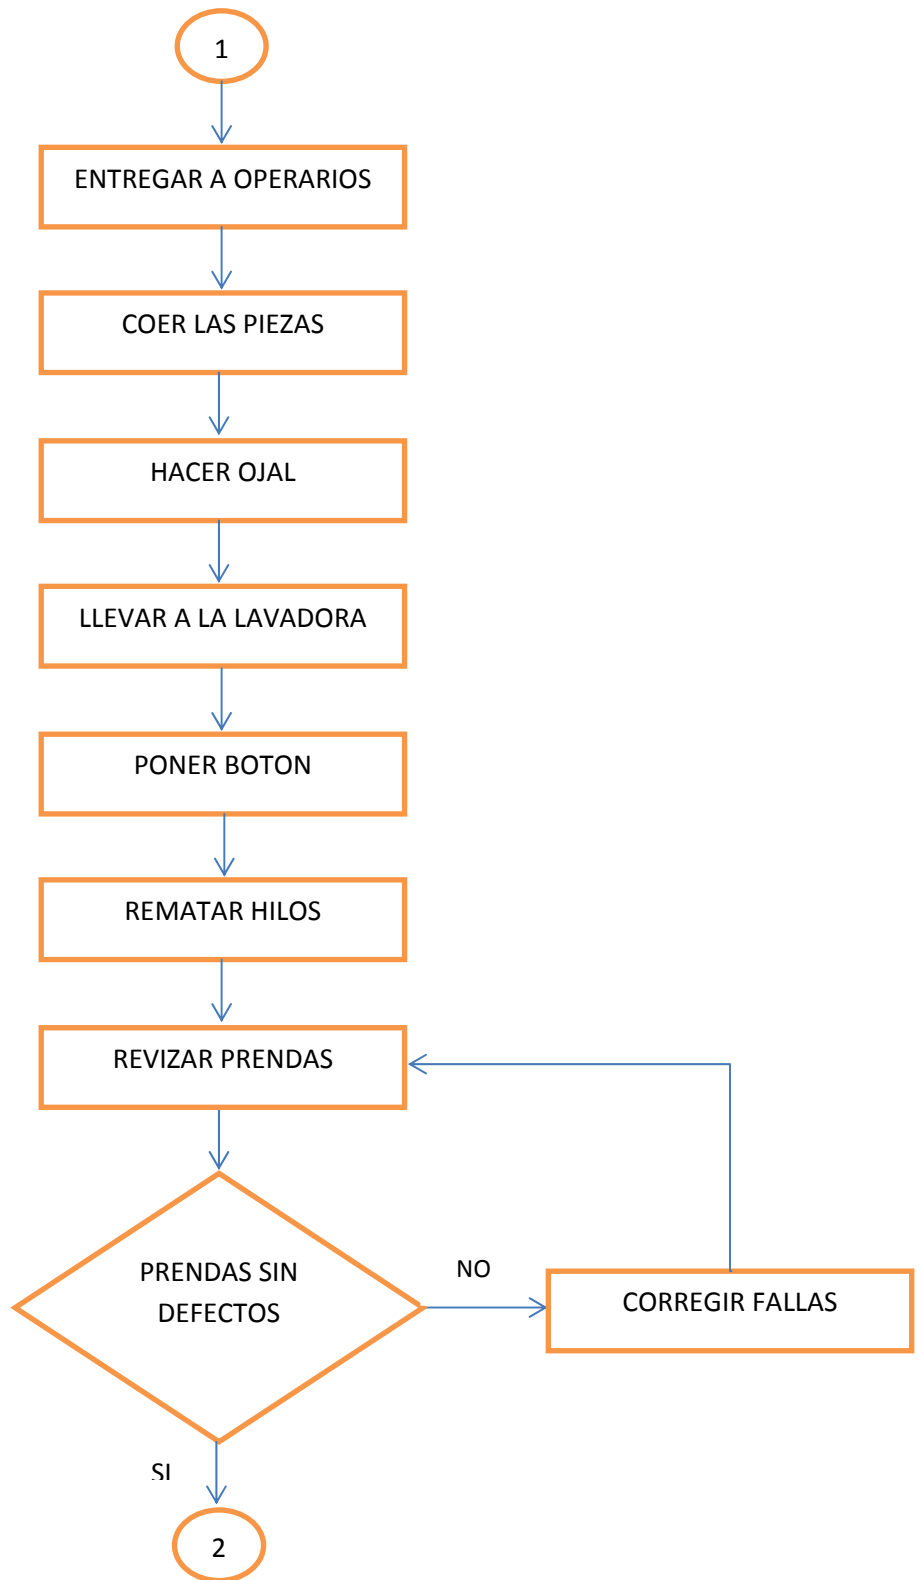 1
ENTREGAR A OPERARIOS
COER LAS PIEZAS
HACER OJAL
LLEVAR A LA LAVADORA
PONER BOTON
REMATAR HILOS
REVIZAR PRENDAS
PRENDAS SIN
DEFECTOS
NO
CORREGIR FALLAS
SI
2